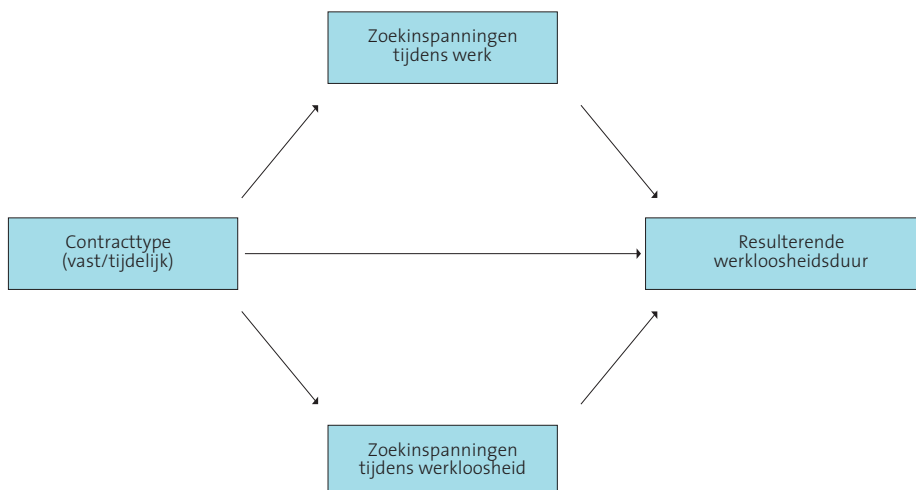 Zoekinspanningen
tijdens werk
Contracttype
(vast/tijdelijk)
Resulterende
werkloosheidsduur
Zoekinspanningen
tijdens werkloosheid